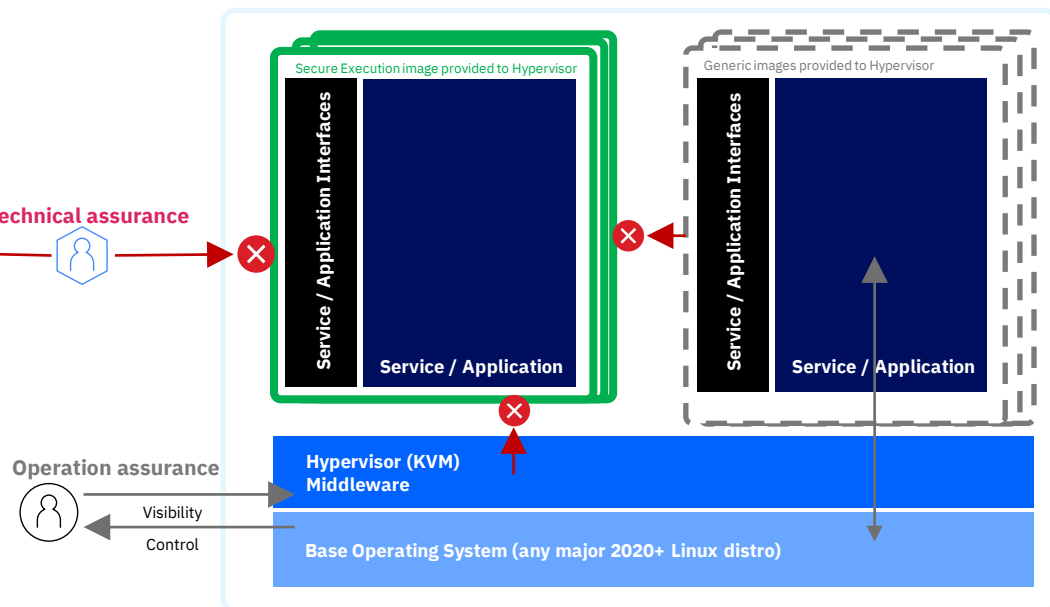 Secure Execution image provided to Hypervisor
Service / Application Interfaces
Service / Application
Generic images provided to Hypervisor
Service / Application Interfaces
Service / Application
echnical assurance
Hypervisor (KVM)
Middleware
Operation assurance
Visibility
Control
Base Operating System (any major 2020+ Linux distro)